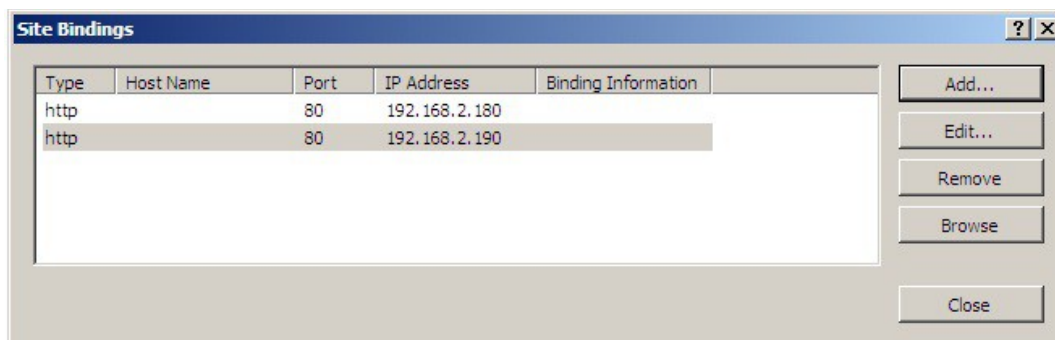 Site Bindings ? X
Type Host Name Port IP Address Binding Information
http 80 192.168.2.180
http 80 192.168.2.190
Add...
Edit...
Remove
Browse
Close